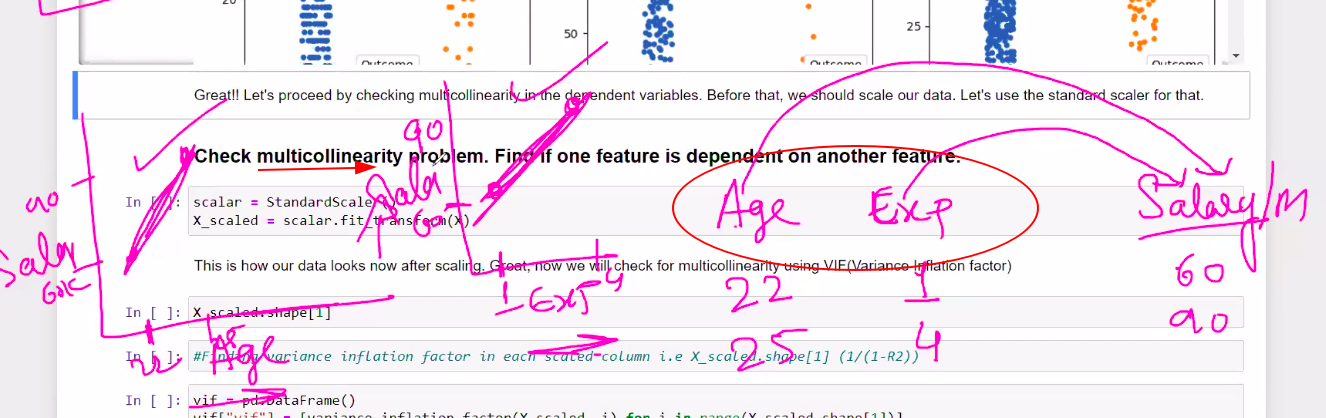 20
50
25
Outcome
Outcome
Outcome
Great!! Let's proceed by checking multicollinearity in the dependent variables. Before that, we should scale our data. Let's use the standard scaler for that.
90
Check multicollinearity problem. Find if one feature is dependent on another feature.
90
Salary
60k
Salary
60
In [ ]: scalar = StandardScaler()
X_scaled = scalar.fit_transform(X)
Age Exp Salary/M
This is how our data looks now after scaling. Great, now we will check for multicollinearity using VIF(Variance Inflation factor)
22 1 60
1 Exp 4
In [ ]: X_scaled.shape[1]
25 4 90
22 Age 25
In [ ]: #Finding variance inflation factor in each scaled column i.e X_scaled.shape[1] (1/(1-R2))
In [ ]: vif = pd.DataFrame()
vif["vif"] = [variance_inflation_factor(X_scaled, i) for i in range(X_scaled.shape[1])]